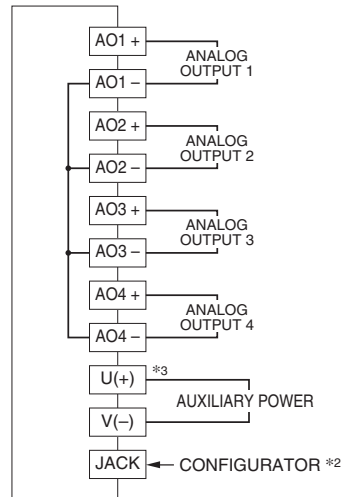 AO1 +
ANALOG
OUTPUT 1
AO1 −
AO2 +
ANALOG
OUTPUT 2
AO2 −
AO3 +
ANALOG
OUTPUT 3
AO3 −
AO4 +
ANALOG
OUTPUT 4
AO4 −
U(+) *3
AUXILIARY POWER
V(–)
JACK CONFIGURATOR *2